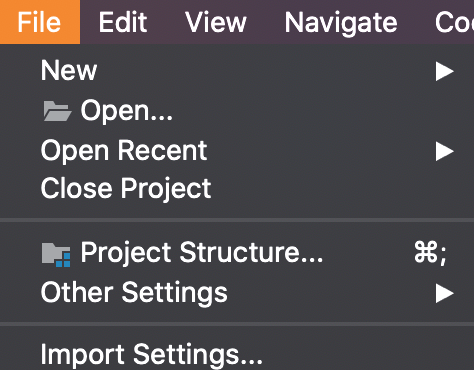 File Edit View Navigate Co
New
Open...
Open Recent
Close Project
Project Structure... ⌘;
Other Settings
Import Settings...